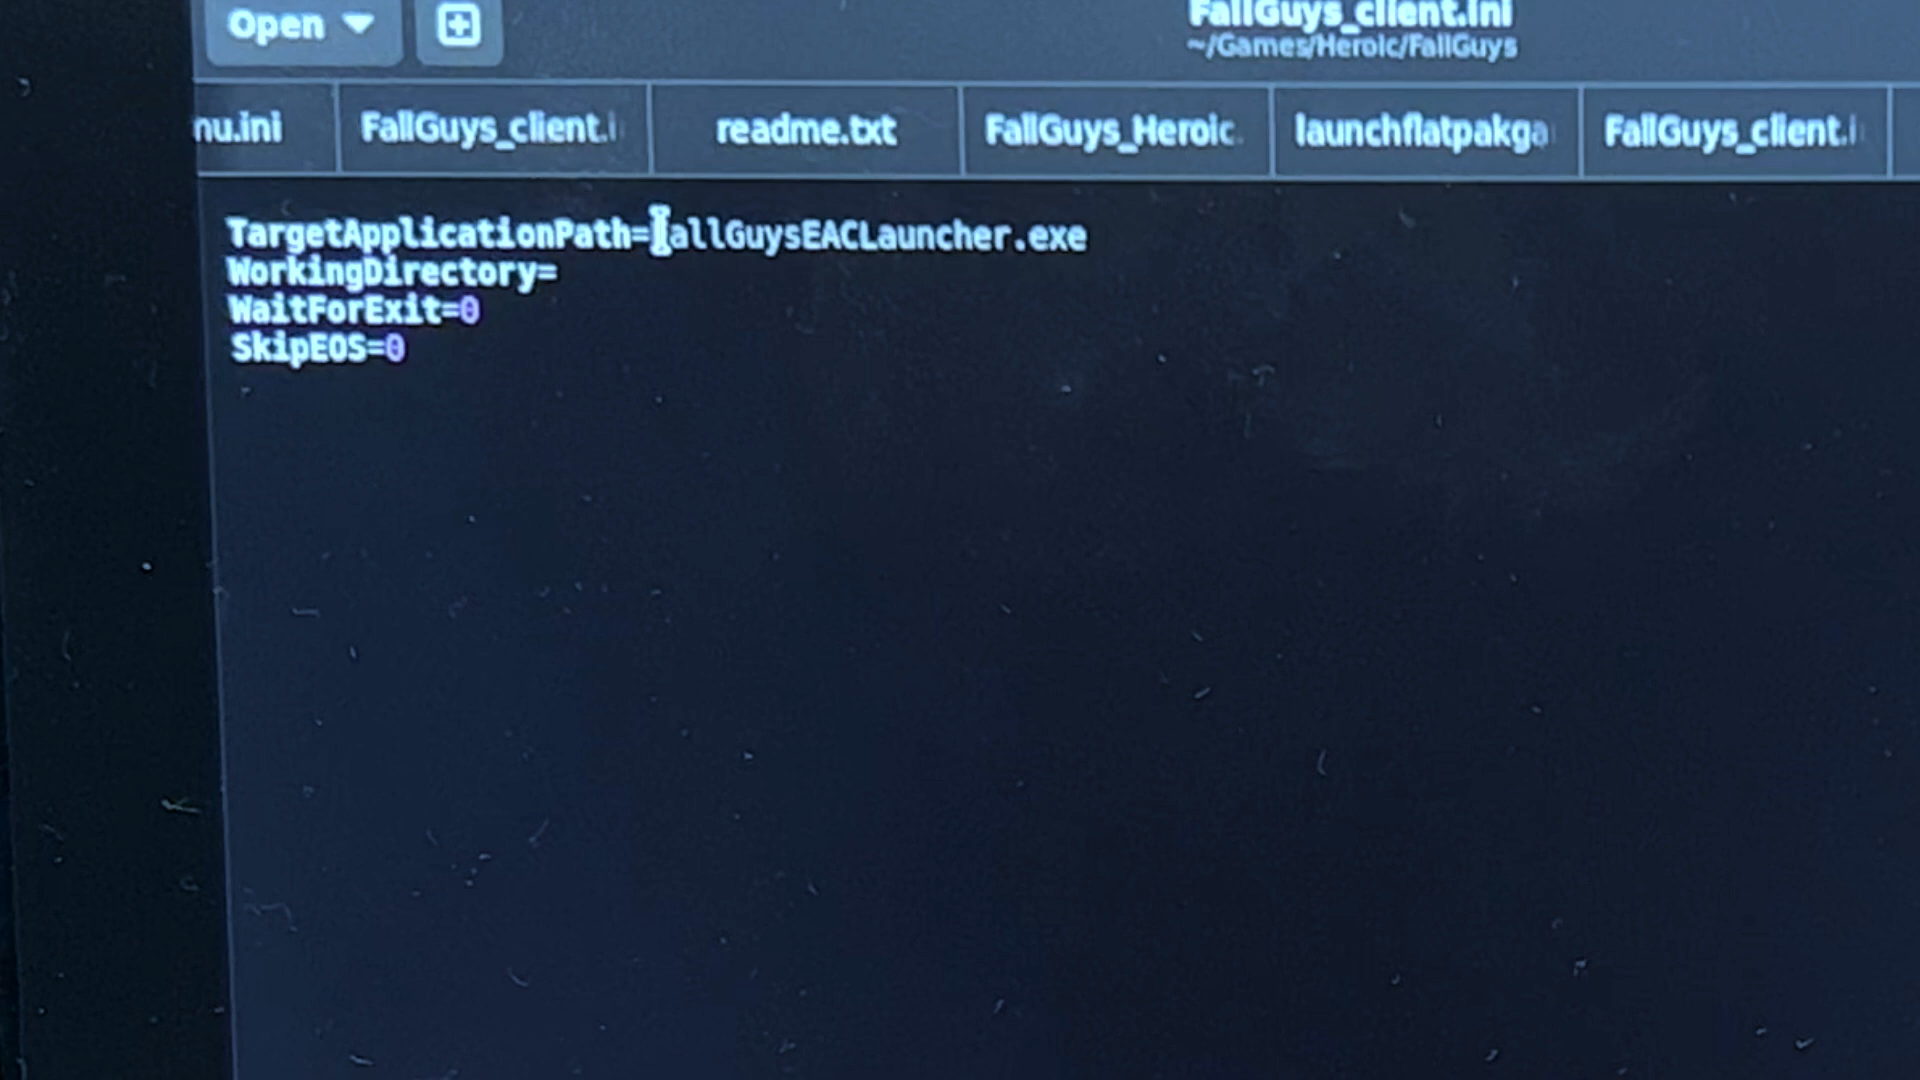 Open
FallGuys_client.ini
~/Games/Heroic/FallGuys
nu.ini
FallGuys_client.i
readme.txt
FallGuys_Heroic.
launchflatpakga
FallGuys_client.i
TargetApplicationPath=FallGuysEACLauncher.exe
WorkingDirectory=
WaitForExit=0
SkipEOS=0